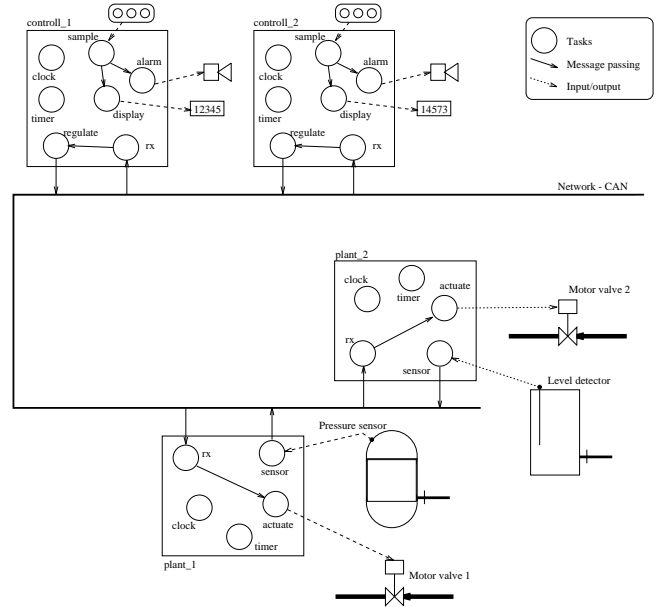 controll_1
sample
alarm
clock
timer
display
12345
regulate
rx
controll_2
sample
alarm
clock
timer
display
14573
regulate
rx
Tasks
Message passing
Input/output
Network - CAN
plant_2
clock
timer
actuate
rx
sensor
Motor valve 2
Level detector
Pressure sensor
rx
sensor
clock
actuate
timer
plant_1
Motor valve 1